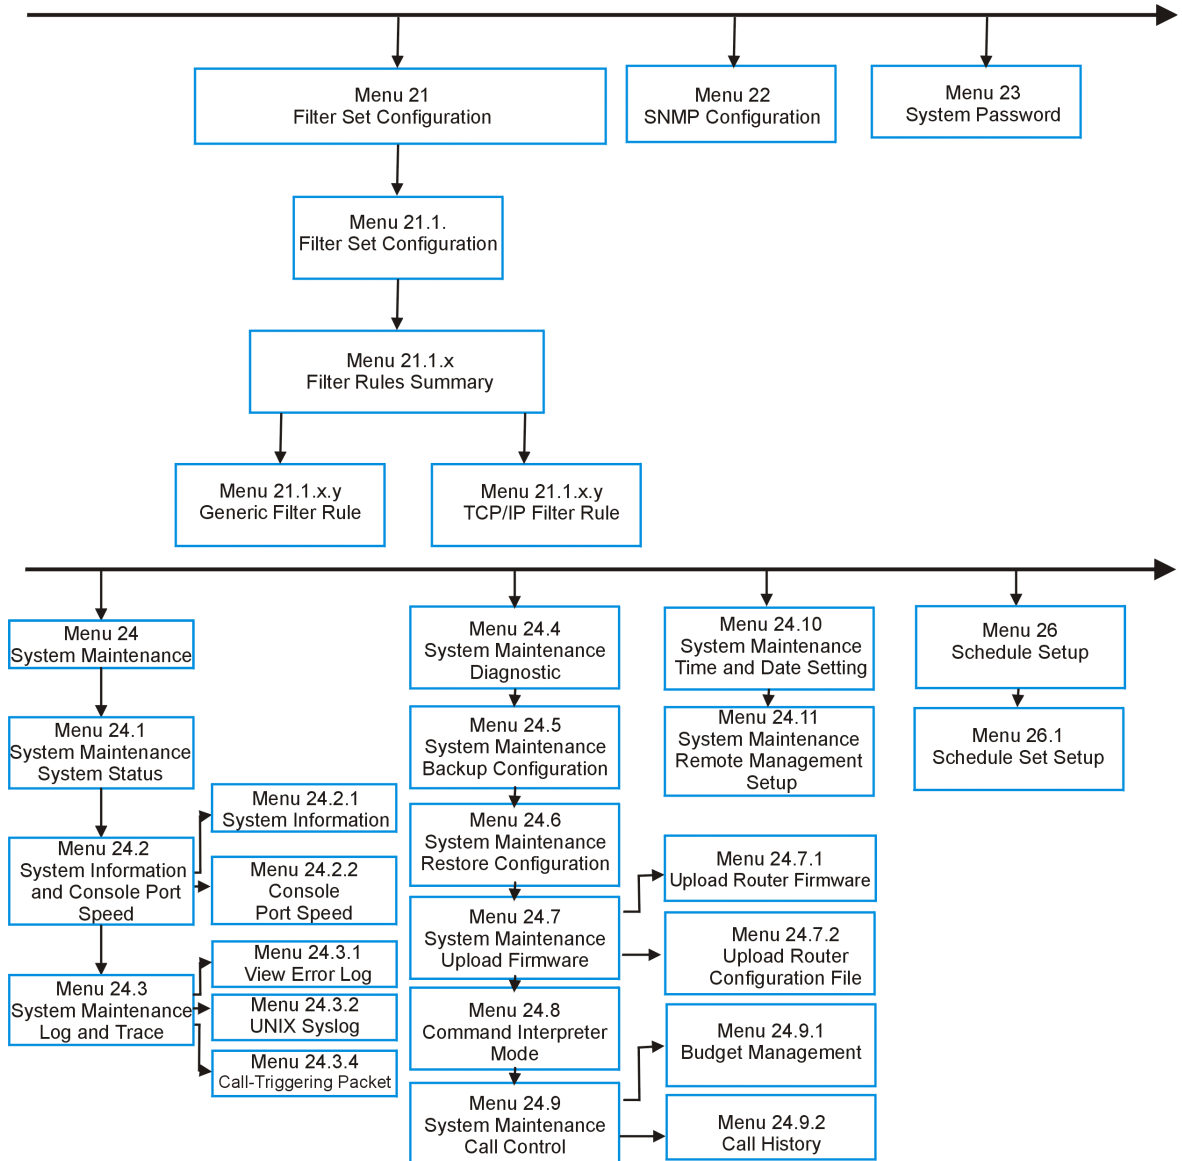 Menu 21
Filter Set Configuration
Menu 22
SNMP Configuration
Menu 23
System Password
Menu 21.1.
Filter Set Configuration
Menu 21.1.x
Filter Rules Summary
Menu 21.1.x.y
Generic Filter Rule
Menu 21.1.x.y
TCP/IP Filter Rule
Menu 24
System Maintenance
Menu 24.1
System Maintenance
System Status
Menu 24.2
System Information
and Console Port
Speed
Menu 24.2.1
System Information
Menu 24.2.2
Console
Port Speed
Menu 24.3
System Maintenance
Log and Trace
Menu 24.3.1
View Error Log
Menu 24.3.2
UNIX Syslog
Menu 24.3.4
Call-Triggering Packet
Menu 24.4
System Maintenance
Diagnostic
Menu 24.5
System Maintenance
Backup Configuration
Menu 24.6
System Maintenance
Restore Configuration
Menu 24.7
System Maintenance
Upload Firmware
Menu 24.7.1
Upload Router Firmware
Menu 24.7.2
Upload Router
Configuration File
Menu 24.8
Command Interpreter
Mode
Menu 24.9
System Maintenance
Call Control
Menu 24.9.1
Budget Management
Menu 24.9.2
Call History
Menu 24.10
System Maintenance
Time and Date Setting
Menu 24.11
System Maintenance
Remote Management
Setup
Menu 26
Schedule Setup
Menu 26.1
Schedule Set Setup